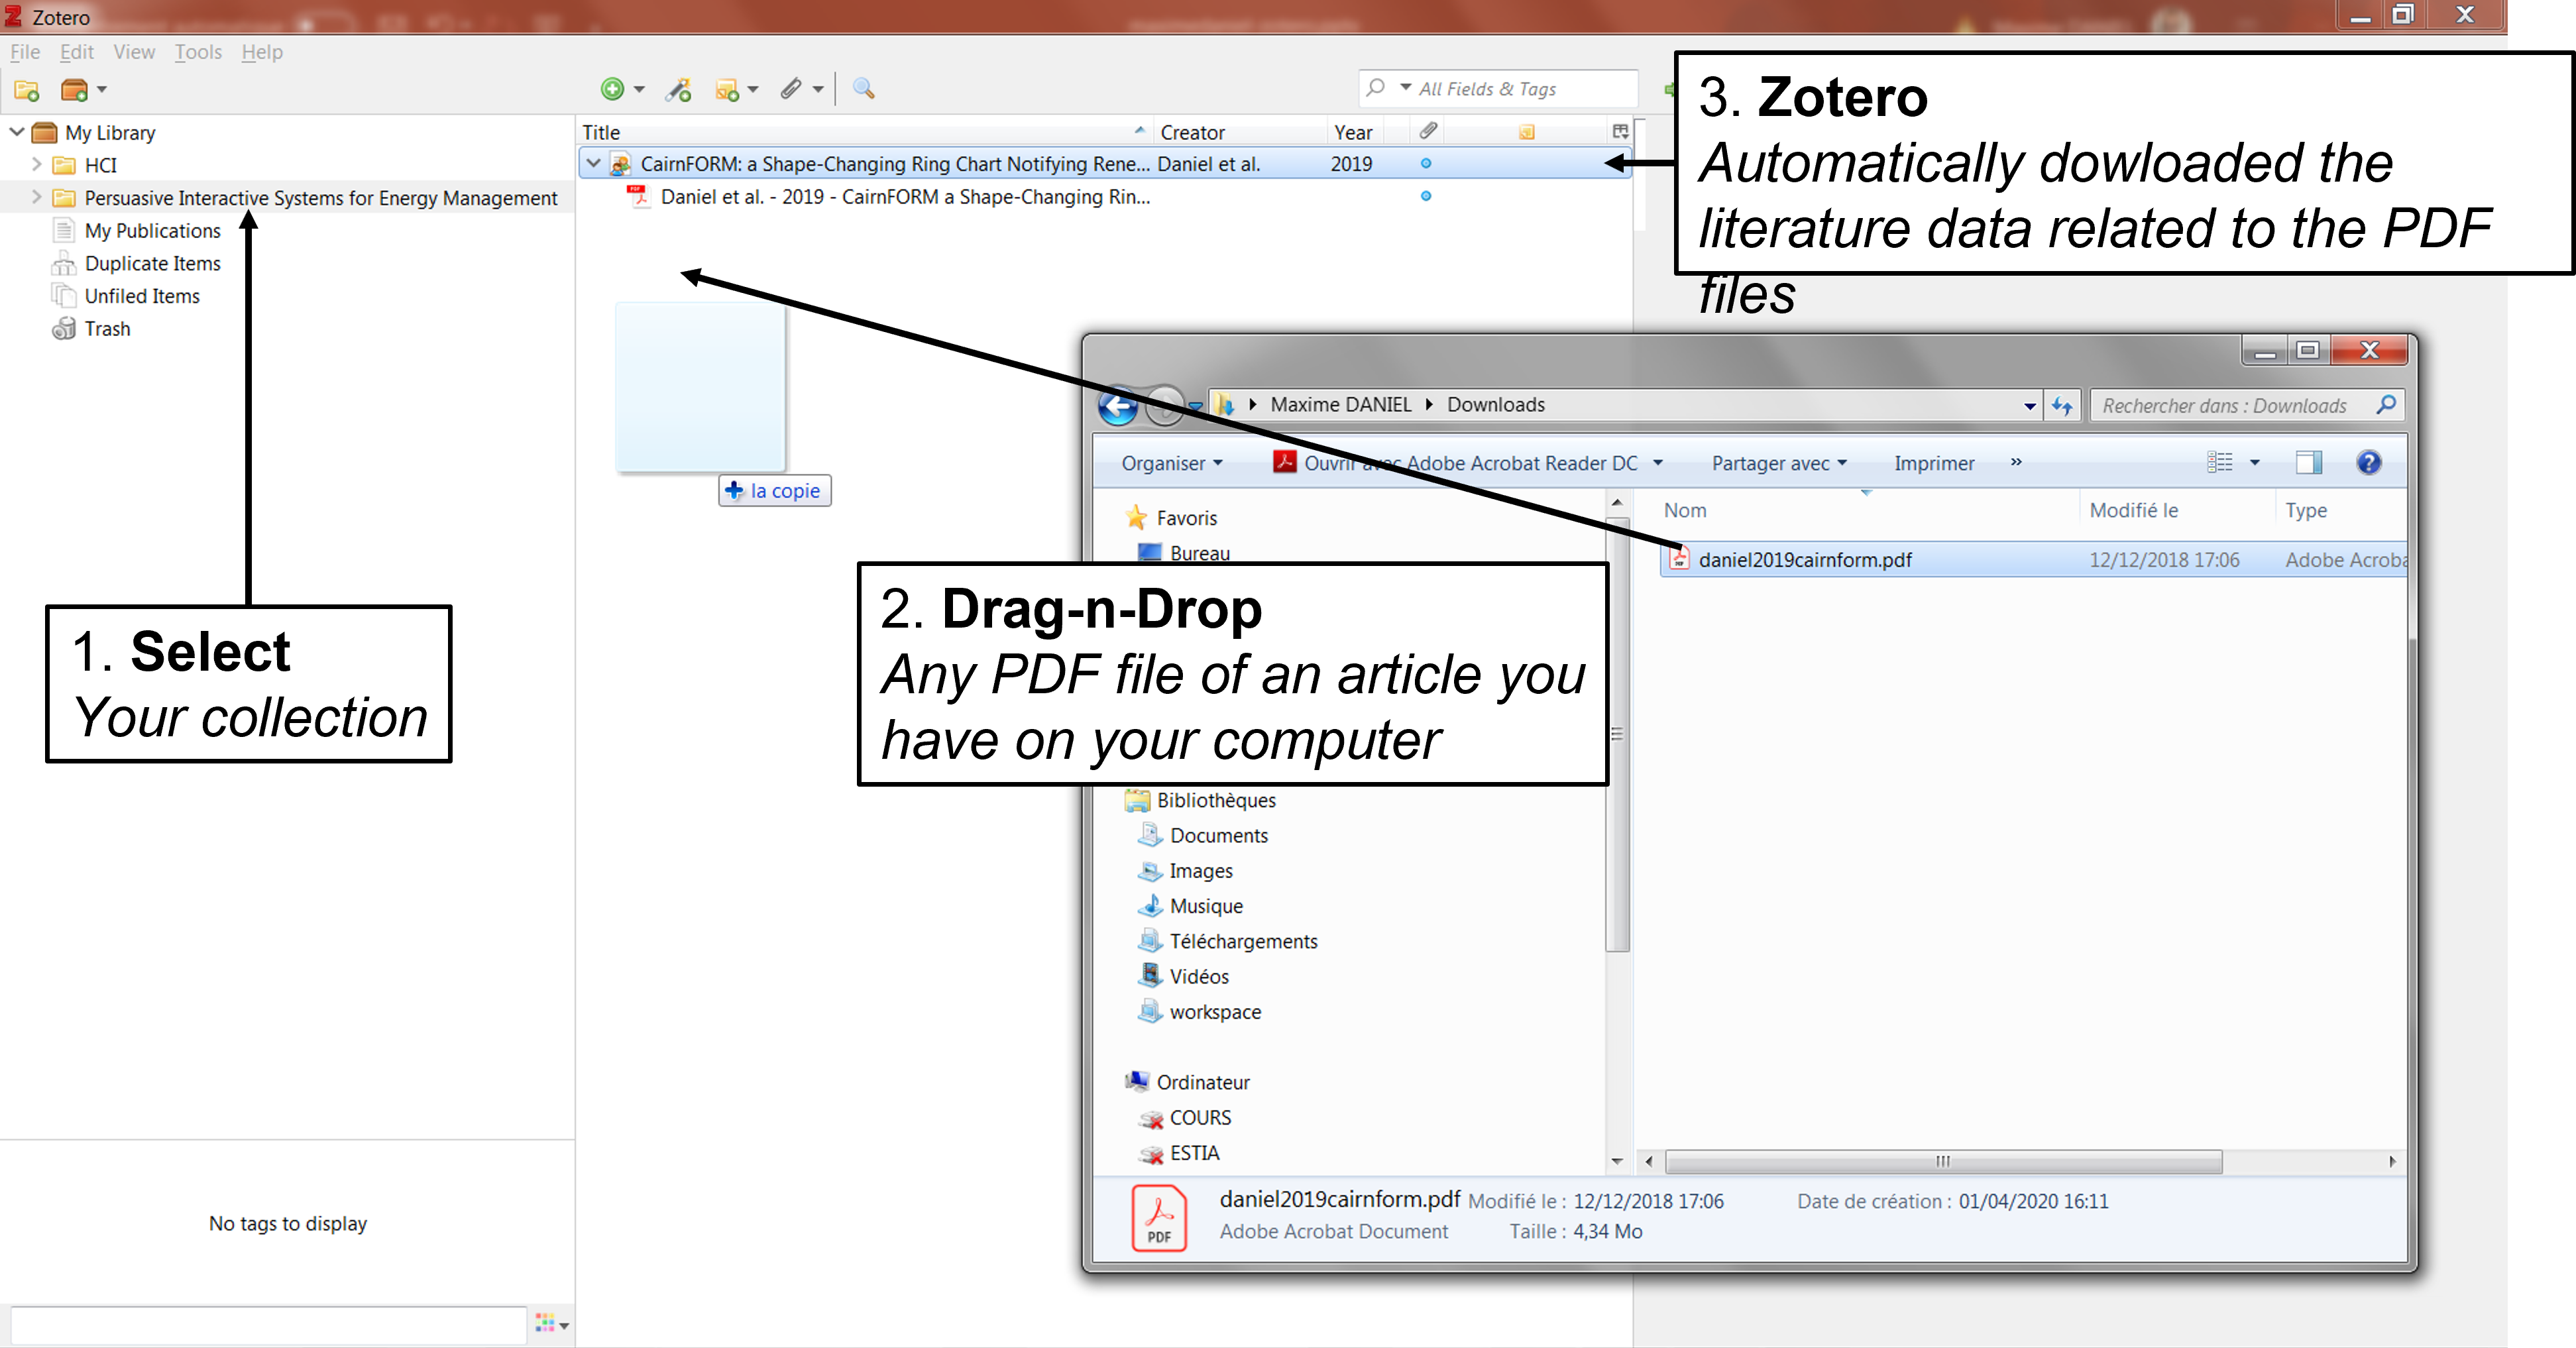 Zotero
File Edit View Tools Help
All Fields & Tags
My Library
HCI
Persuasive Interactive Systems for Energy Management
My Publications
Duplicate Items
Unfiled Items
Trash
Title Creator Year
CairnFORM: a Shape-Changing Ring Chart Notifying Rene... Daniel et al. 2019
Daniel et al. - 2019 - CairnFORM a Shape-Changing Rin...
3. Zotero
Automatically dowloaded the
literature data related to the PDF
files
la copie
1. Select
Your collection
2. Drag-n-Drop
Any PDF file of an article you
have on your computer
Maxime DANIEL Downloads
Rechercher dans : Downloads
Organiser Ouvrir avec Adobe Acrobat Reader DC Partager avec Imprimer »
Favoris
Bureau
Bibliothèques
Documents
Images
Musique
Téléchargements
Vidéos
workspace
Ordinateur
COURS
ESTIA
Nom Modifié le Type
daniel2019cairnform.pdf 12/12/2018 17:06 Adobe Acroba
PDF
daniel2019cairnform.pdf Modifié le : 12/12/2018 17:06 Date de création : 01/04/2020 16:11
Adobe Acrobat Document Taille : 4,34 Mo
No tags to display